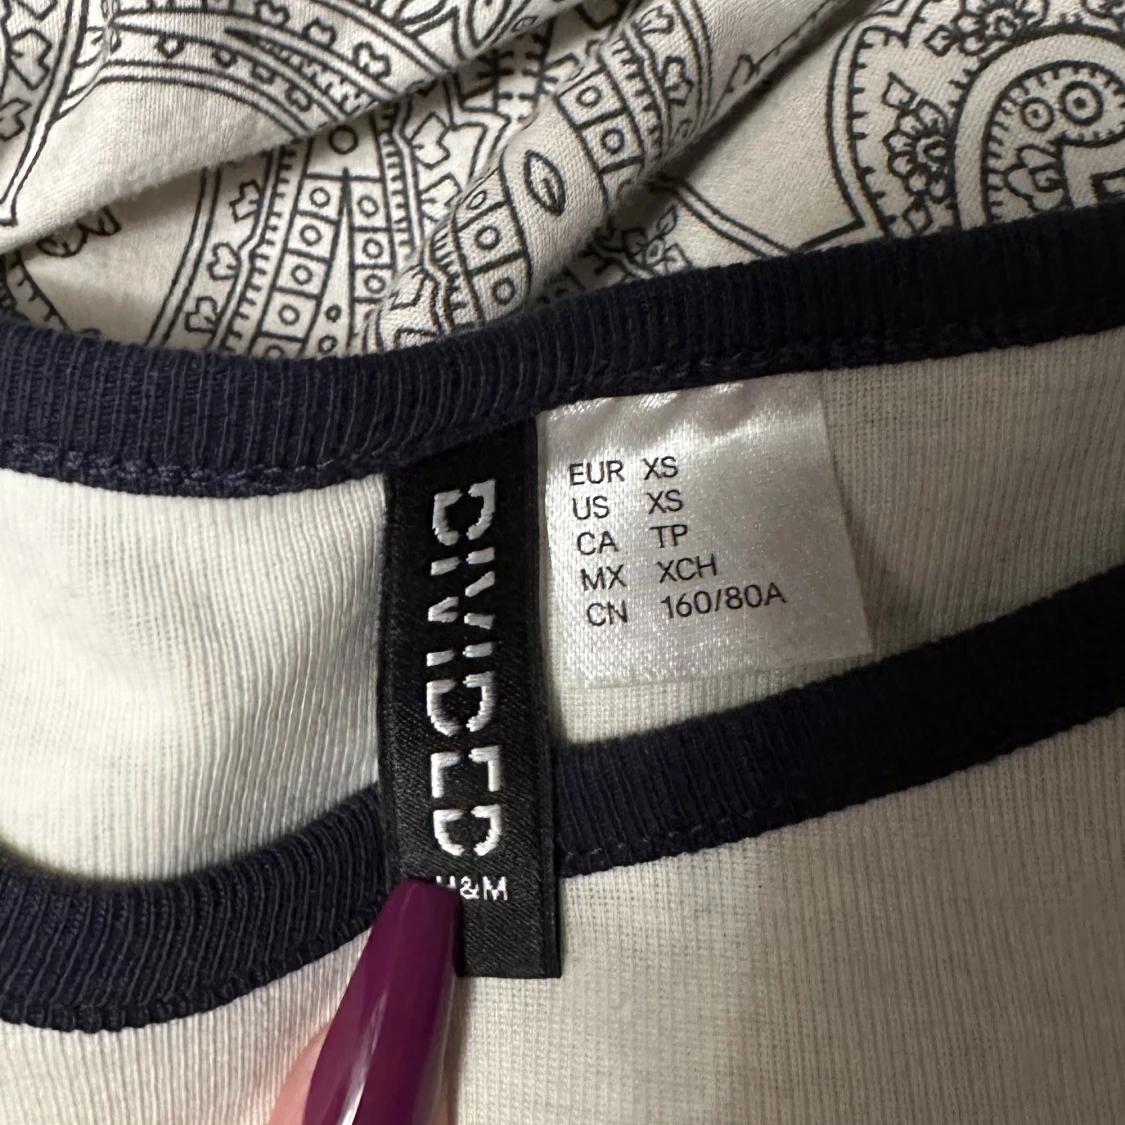 DIVIDED
H&M
EUR XS
US XS
CA TP
MX XCH
CN 160/80A